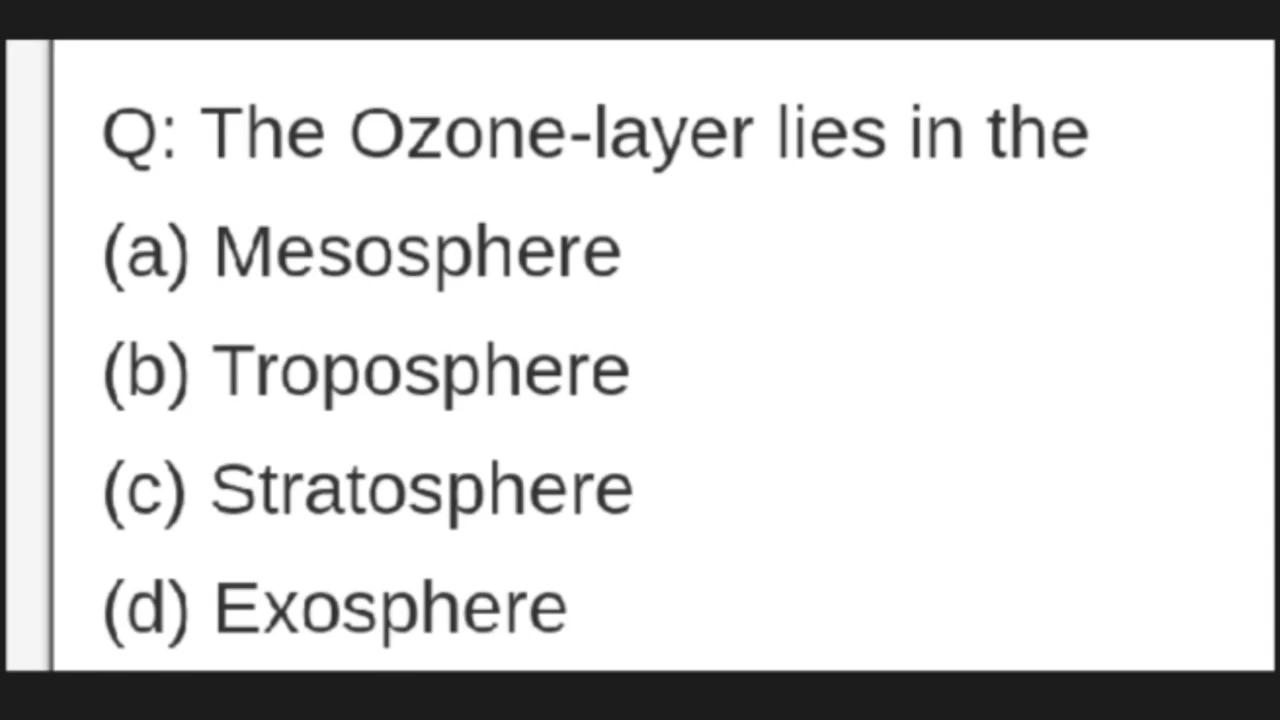 Q: The Ozone-layer lies in the
(a) Mesosphere
(b) Troposphere
(c) Stratosphere
(d) Exosphere